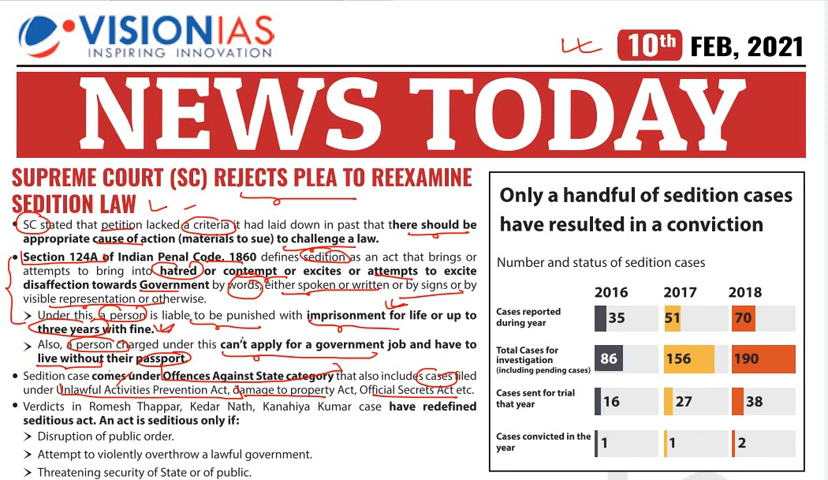 VISIONIAS
INSPIRING INNOVATION
10th FEB, 2021
NEWS TODAY
SUPREME COURT (SC) REJECTS PLEA TO REEXAMINE
SEDITION LAW
• SC stated that petition lacked a criteria it had laid down in past that there should be
appropriate cause of action (materials to sue) to challenge a law.
• Section 124A of Indian Penal Code, 1860 defines sedition as an act that brings or
attempts to bring into hatred or contempt or excites or attempts to excite
disaffection towards Government by words, either spoken or written or by signs or by
visible representation or otherwise.
➢ Under this, a person is liable to be punished with imprisonment for life or up to
three years with fine.
➢ Also, a person charged under this can't apply for a government job and have to
live without their passport.
• Sedition case comes under Offences Against State category that also includes cases filed
under Unlawful Activities Prevention Act, damage to property Act, Official Secrets Act etc.
• Verdicts in Romesh Thappar, Kedar Nath, Kanahiya Kumar case have redefined
seditious act. An act is seditious only if:
➢ Disruption of public order.
➢ Attempt to violently overthrow a lawful government.
➢ Threatening security of State or of public.
Only a handful of sedition cases
have resulted in a conviction
Number and status of sedition cases
2016 2017 2018
Cases reported
during year
35 51 70
Total Cases for
investigation
(including pending cases)
86 156 190
Cases sent for trial
that year
16 27 38
Cases convicted in the
year
1 1 2